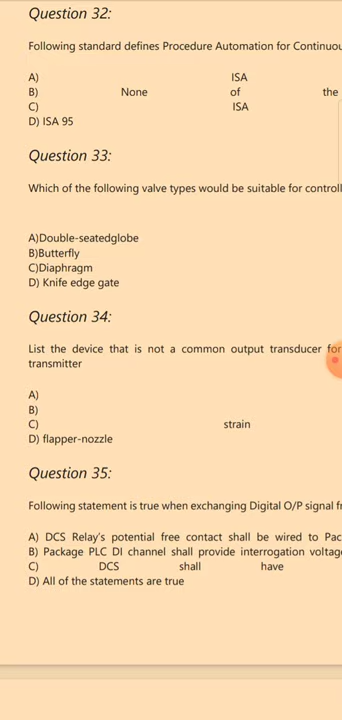 Question 32:
Following standard defines Procedure Automation for Continuou
A) ISA
B) None of the
C) ISA
D) ISA 95
Question 33:
Which of the following valve types would be suitable for controll
A)Double-seatedglobe
B)Butterfly
C)Diaphragm
D) Knife edge gate
Question 34:
List the device that is not a common output transducer for
transmitter
A)
B)
C) strain
D) flapper-nozzle
Question 35:
Following statement is true when exchanging Digital O/P signal fr
A) DCS Relay's potential free contact shall be wired to Pac
B) Package PLC DI channel shall provide interrogation voltage
C) DCS shall have
D) All of the statements are true